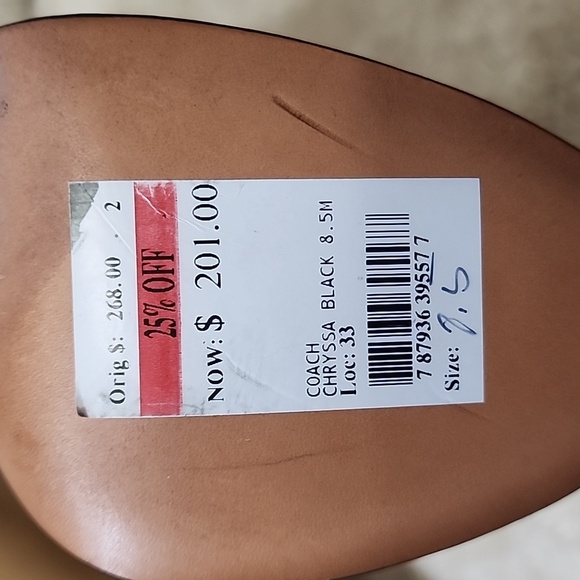 Orig $: 268.00 2
25% OFF
NOW: $ 201.00
COACH
CHRYSSA BLACK 8.5M
Loc: 33
7 87936 39557 7
Size: 8.5